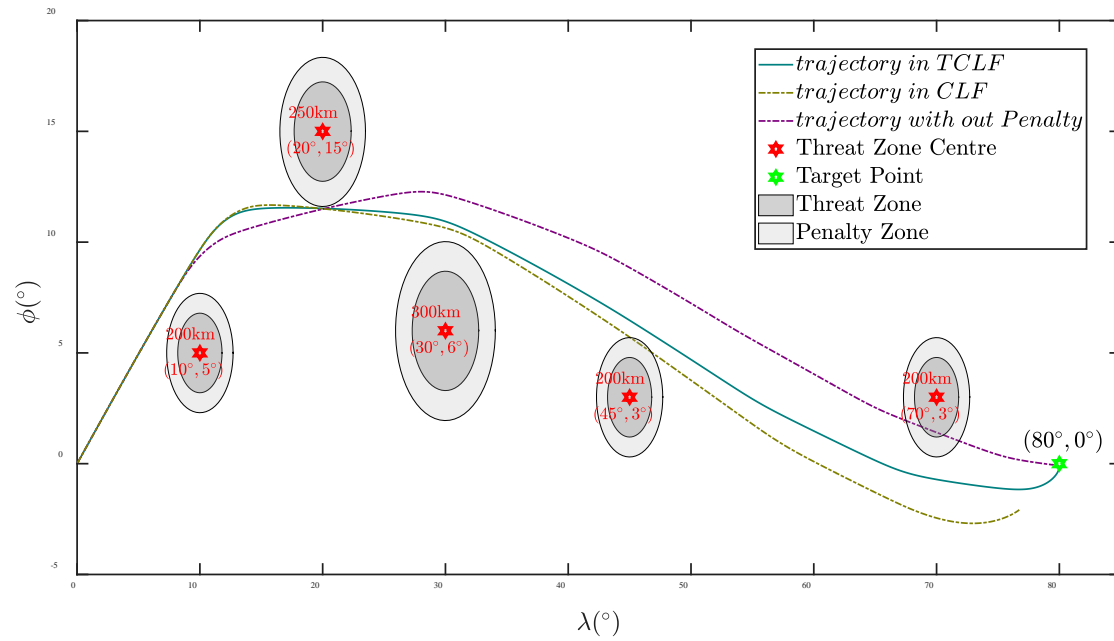 20
15
10
5
0
-5
ϕ(°)
0
10
20
30
40
50
60
70
80
λ(°)
250km
(20°, 15°)
200km
(10°, 5°)
300km
(30°, 6°)
200km
(45°, 3°)
200km
(70°, 3°)
(80°, 0°)
trajectory in TCLF
trajectory in CLF
trajectory with out Penalty
Threat Zone Centre
Target Point
Threat Zone
Penalty Zone